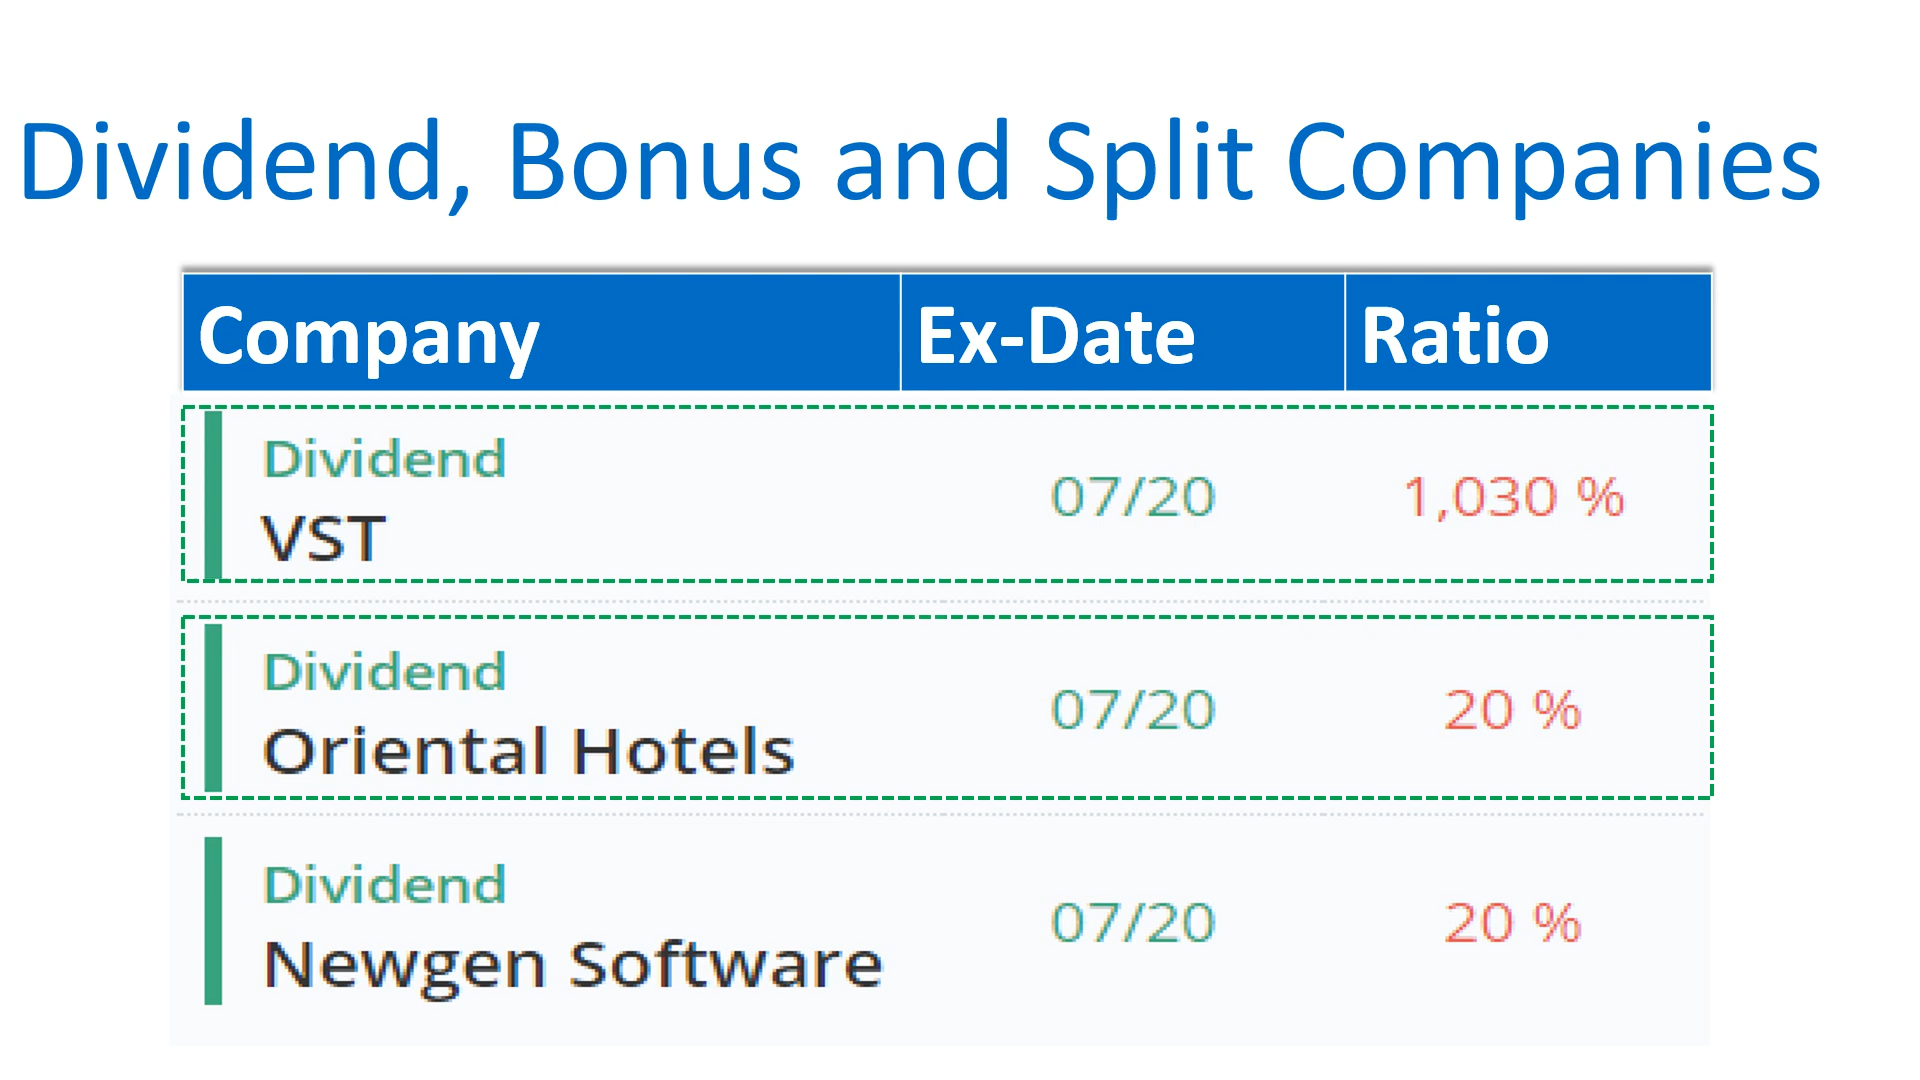 Dividend, Bonus and Split Companies
Company Ex-Date Ratio
Dividend
VST 07/20 1,030 %
Dividend
Oriental Hotels 07/20 20 %
Dividend
Newgen Software 07/20 20 %